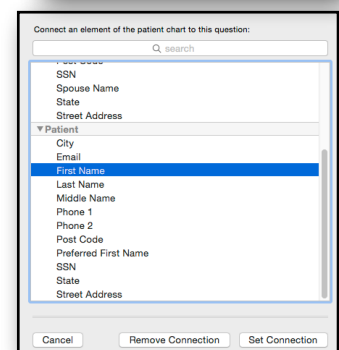 Connect an element of the patient chart to this question:
search
SSN
Spouse Name
State
Street Address
▼Patient
City
Email
First Name
Last Name
Middle Name
Phone 1
Phone 2
Post Code
Preferred First Name
SSN
State
Street Address
Cancel Remove Connection Set Connection